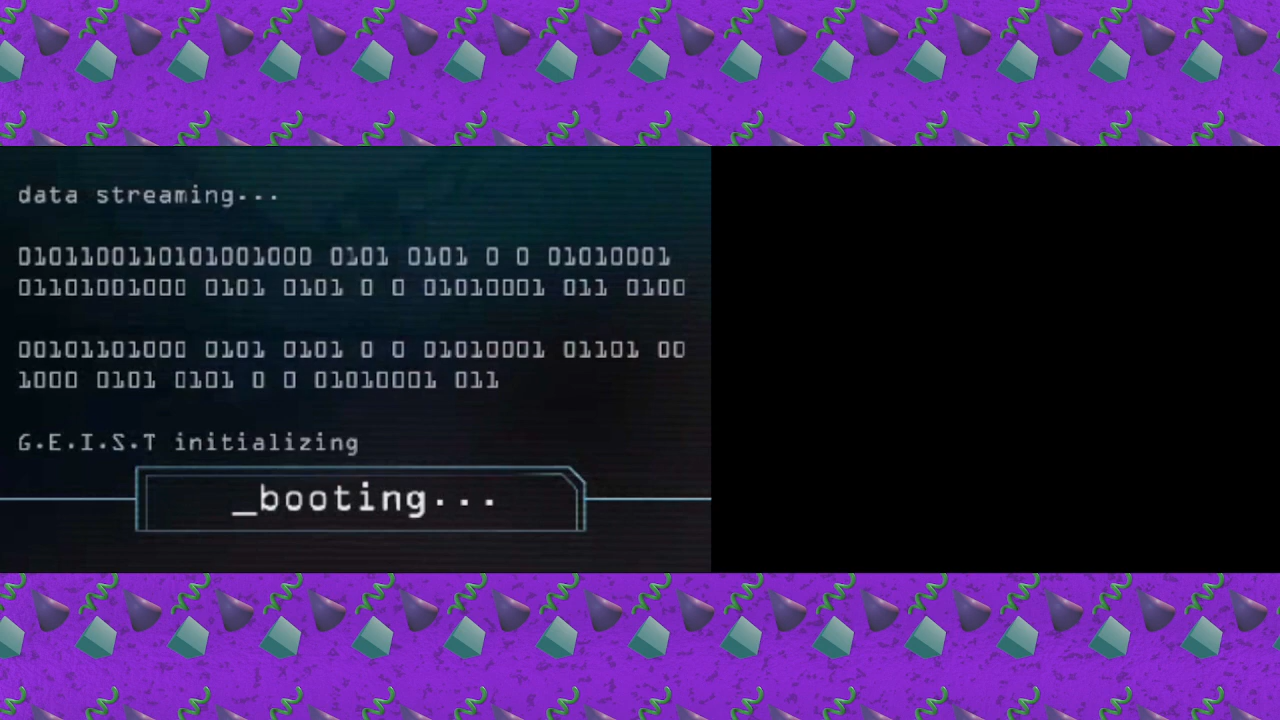 data streaming...
0101100110101001000 0101 0101 0 0 01010001
01101001000 0101 0101 0 0 01010001 011 0100
00101101000 0101 0101 0 0 01010001 01101 00
1000 0101 0101 0 0 01010001 011
G.E.I.S.T initializing
_booting...